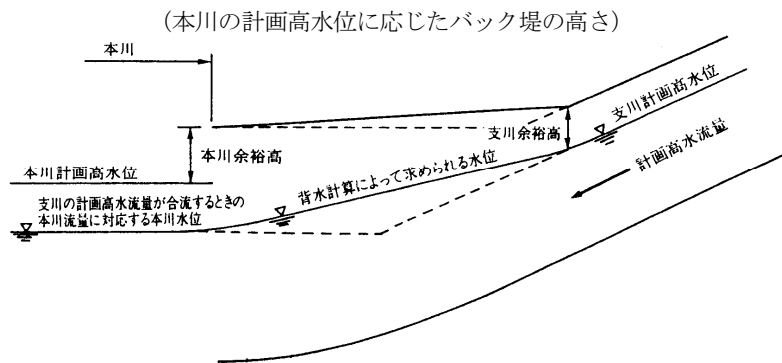 (本川の計画高水位に応じたバック堤の高さ)
本川
支川計画高水位
支川余裕高
本川余裕高
計画高水流量
本川計画高水位
背水計算によって求められる水位
支川の計画高水流量が合流するときの
本川流量に対応する本川水位